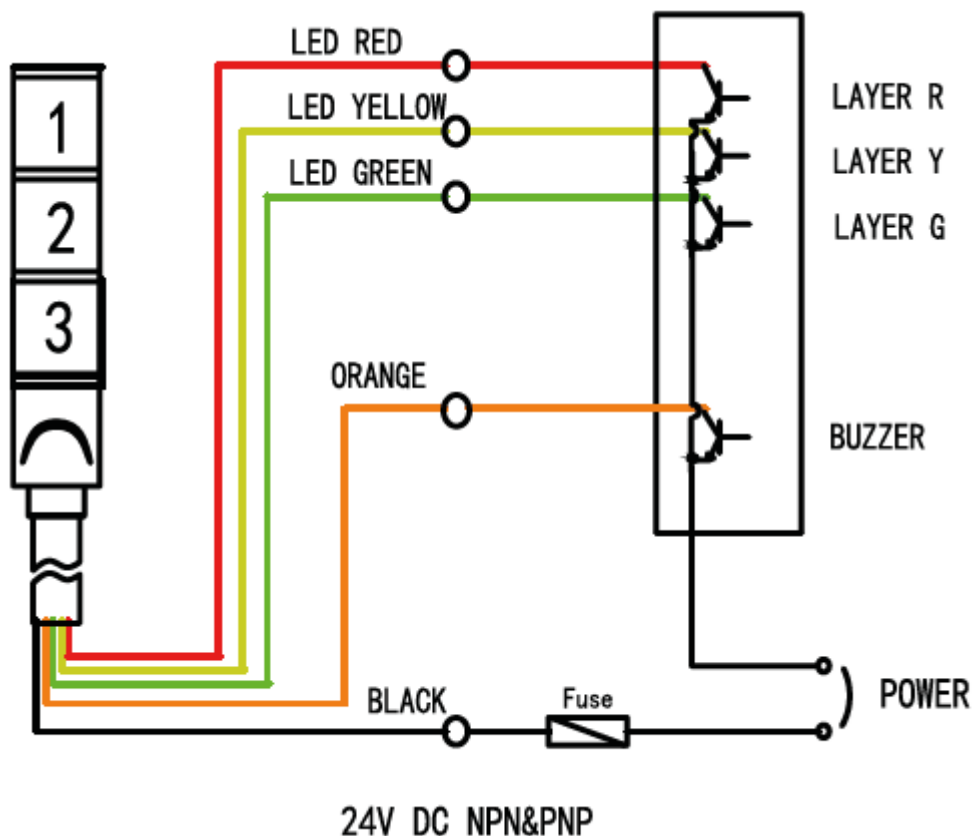 LED RED
LED YELLOW
LED GREEN
1
2
3
LAYER R
LAYER Y
LAYER G
ORANGE
BUZZER
BLACK
Fuse
POWER
24V DC NPN&PNP